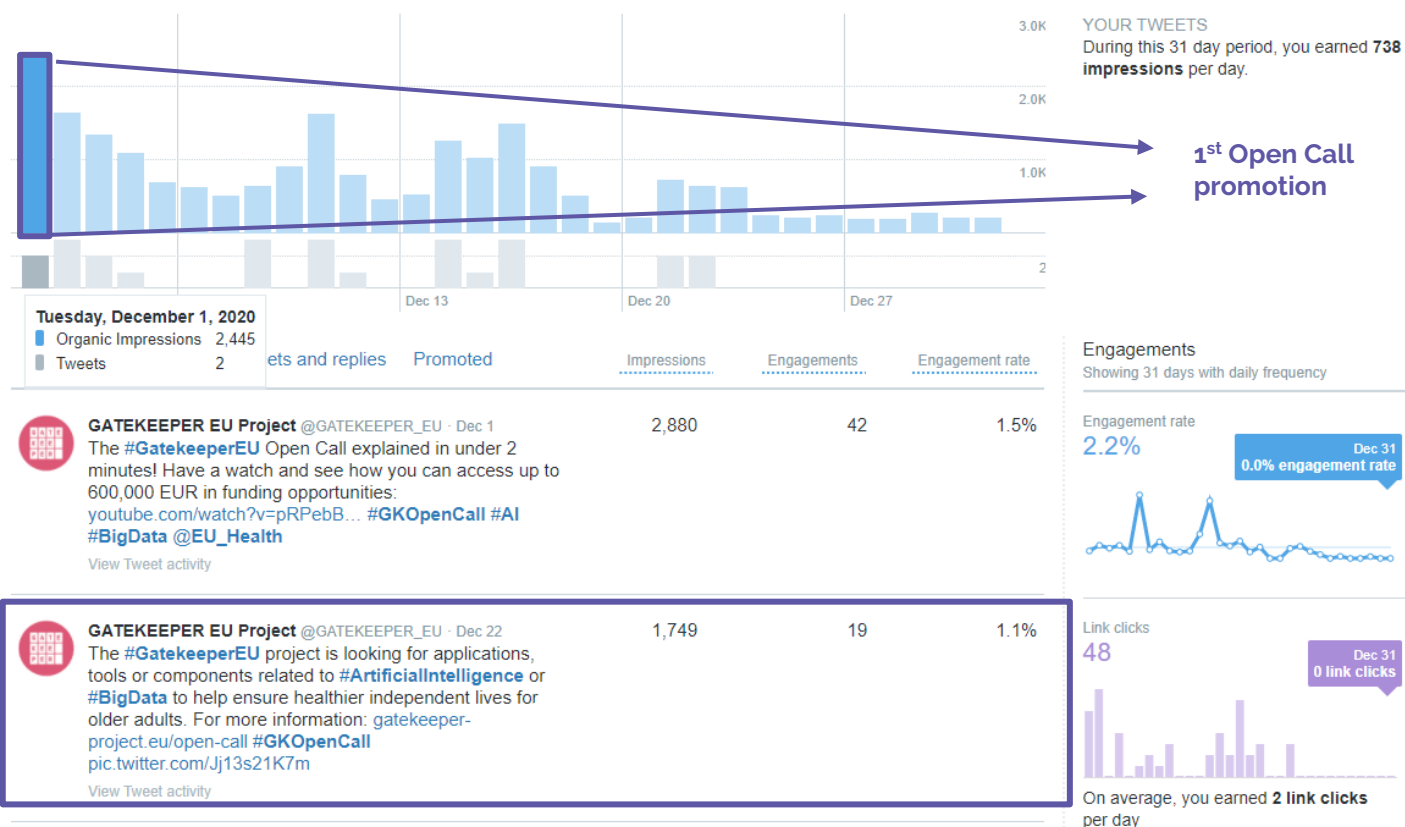 3.0K
2.0K
1.0K
2
Dec 13
Dec 20
Dec 27
YOUR TWEETS
During this 31 day period, you earned 738
impressions per day.
1st Open Call
promotion
Tuesday, December 1, 2020
Organic Impressions 2,445
Tweets 2
ets and replies Promoted Impressions Engagements Engagement rate
GATEKEEPER EU Project @GATEKEEPER_EU · Dec 1 2,880 42 1.5%
The #GatekeeperEU Open Call explained in under 2
minutes! Have a watch and see how you can access up to
600,000 EUR in funding opportunities:
youtube.com/watch?v=pRPebB… #GKOpenCall #AI
#BigData @EU_Health
View Tweet activity
GATEKEEPER EU Project @GATEKEEPER_EU · Dec 22 1,749 19 1.1%
The #GatekeeperEU project is looking for applications,
tools or components related to #ArtificialIntelligence or
#BigData to help ensure healthier independent lives for
older adults. For more information: gatekeeper-
project.eu/open-call #GKOpenCall
pic.twitter.com/Jj13s21K7m
View Tweet activity
Engagements
Showing 31 days with daily frequency
Engagement rate
2.2%
Dec 31
0.0% engagement rate
Link clicks
48
Dec 31
0 link clicks
On average, you earned 2 link clicks
per day